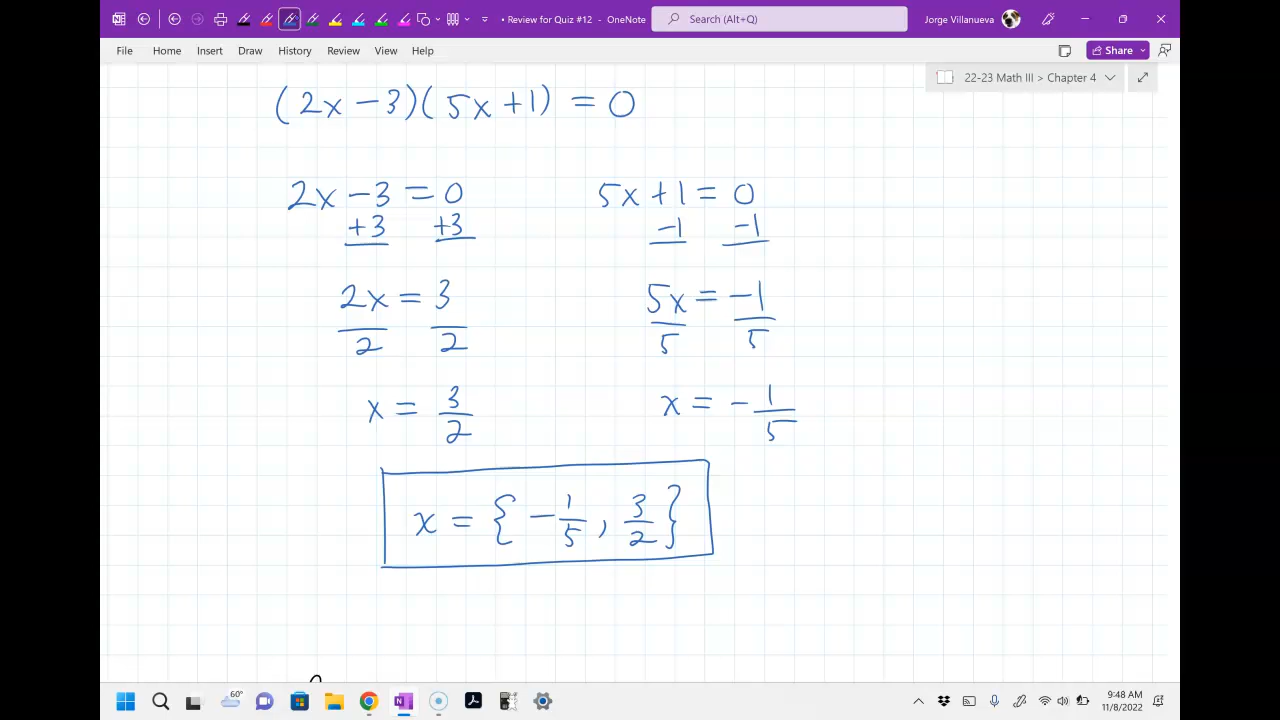 Review for Quiz #12 - OneNote
Search (Alt+Q)
Jorge Villanueva
File Home Insert Draw History Review View Help
Share
22-23 Math III > Chapter 4
(2x - 3)(5x + 1) = 0
2x - 3 = 0 5x + 1 = 0
+3 +3 -1 -1
2x = 3 5x = -1
2 2 5 5
x = 3/2 x = - 1/5
x = { - 1/5 , 3/2 }
60°
9:48 AM
11/8/2022